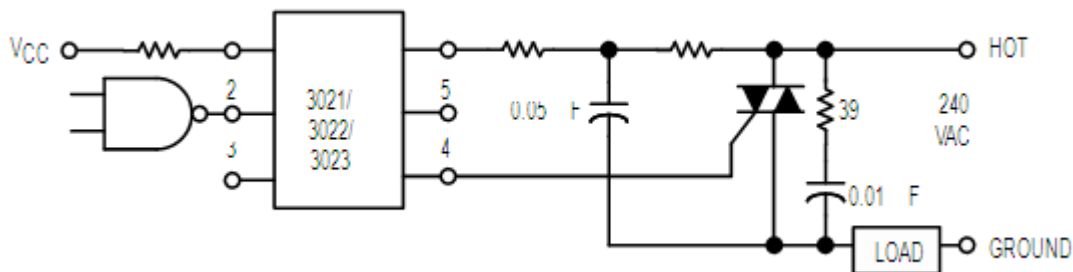 VCC
HOT
2
5
3021/
3022/
3023
0.05 F
39
240
VAC
3
4
0.01 F
LOAD
GROUND